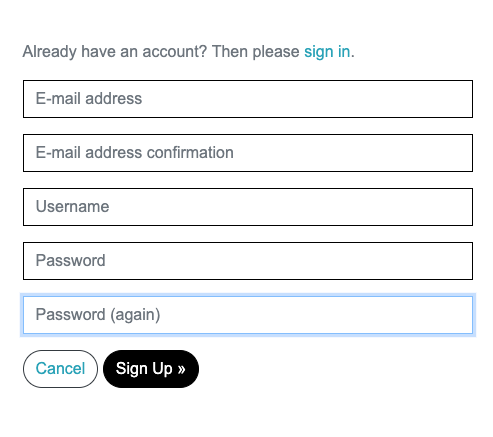 Already have an account? Then please sign in.
E-mail address
E-mail address confirmation
Username
Password
Password (again)
Cancel Sign Up »